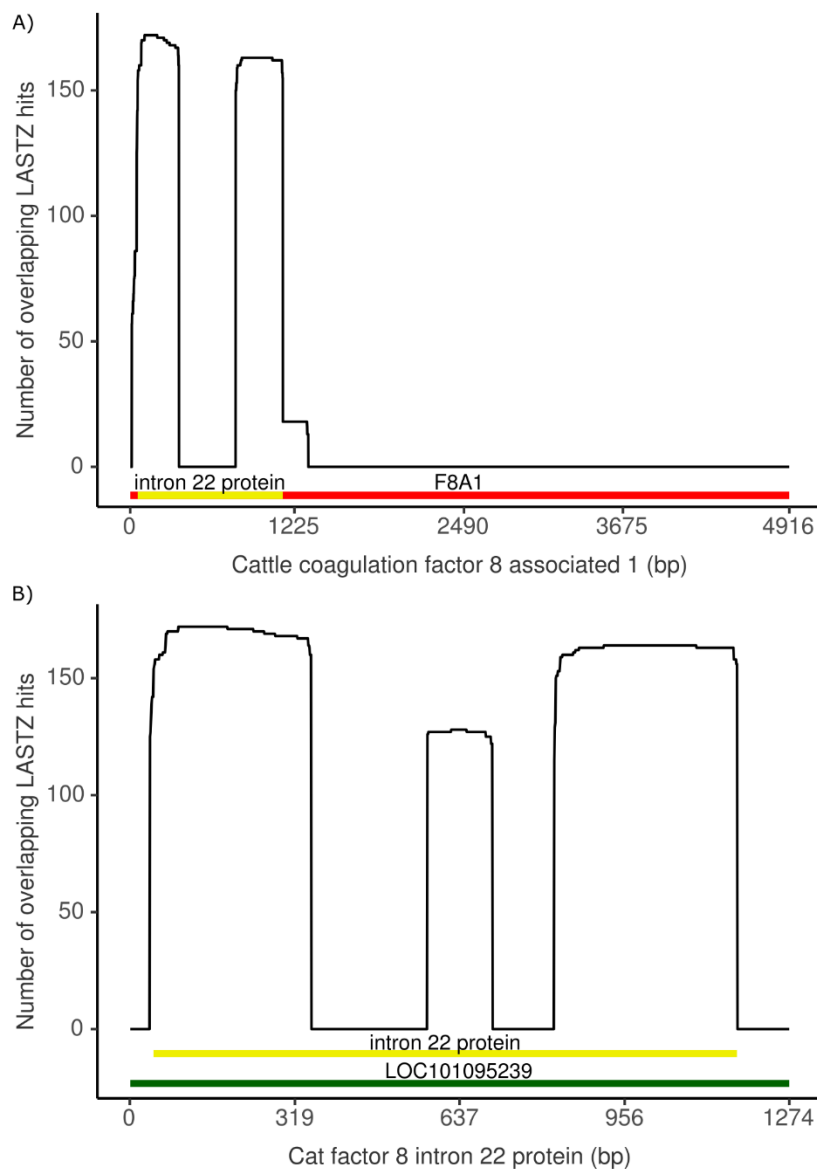 A)
Number of overlapping LASTZ hits
150
100
50
0
intron 22 protein
F8A1
0 1225 2490 3675 4916
Cattle coagulation factor 8 associated 1 (bp)
B)
Number of overlapping LASTZ hits
150
100
50
0
intron 22 protein
LOC101095239
0 319 637 956 1274
Cat factor 8 intron 22 protein (bp)